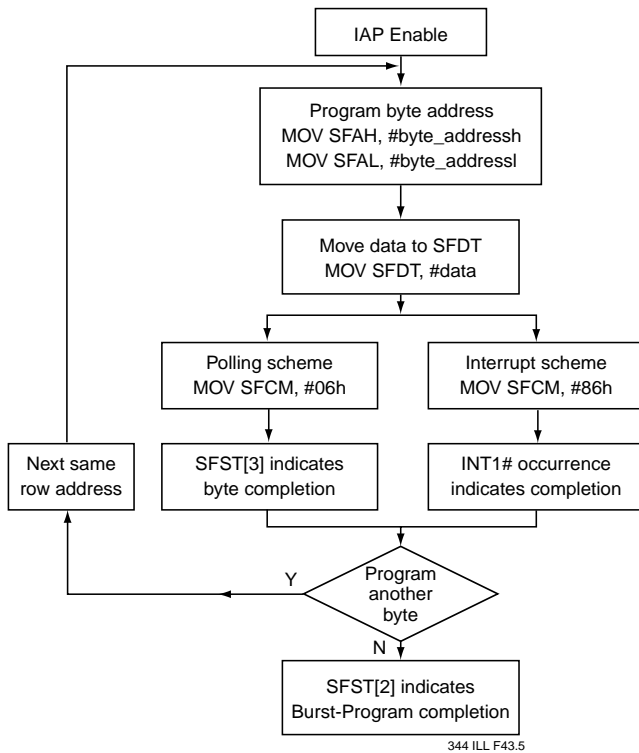 IAP Enable
Program byte address
MOV SFAH, #byte_addressh
MOV SFAL, #byte_addressl
Move data to SFDT
MOV SFDT, #data
Polling scheme
MOV SFCM, #06h
Interrupt scheme
MOV SFCM, #86h
Next same
row address
SFST[3] indicates
byte completion
INT1# occurrence
indicates completion
Y
Program
another
byte
N
SFST[2] indicates
Burst-Program completion
344 ILL F43.5